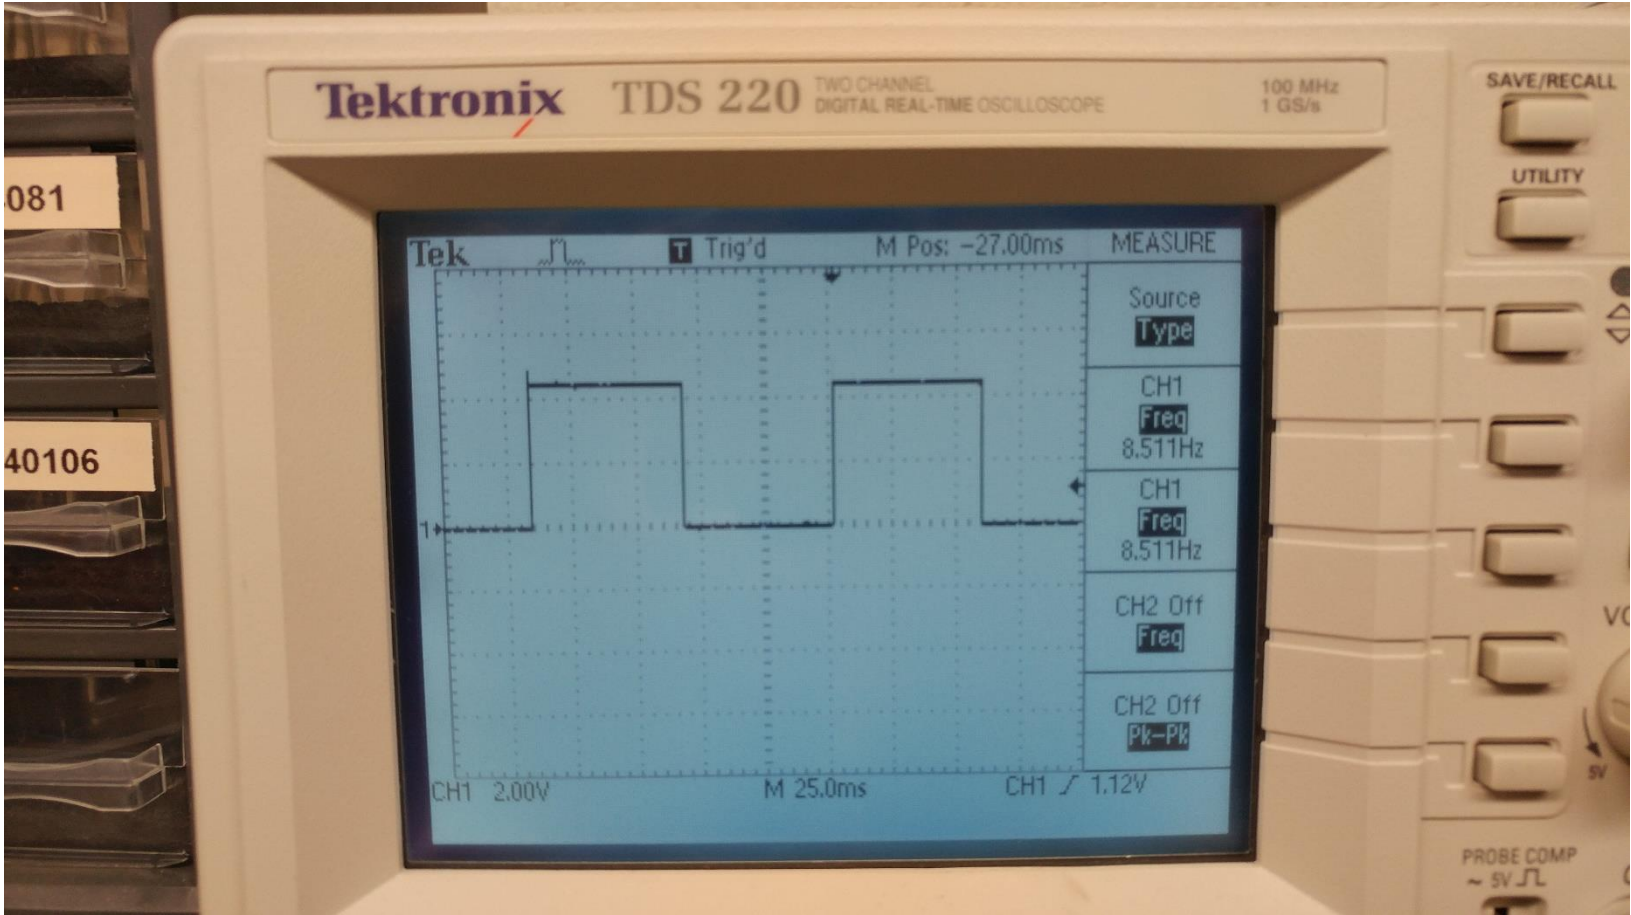 Tektronix TDS 220 TWO CHANNEL DIGITAL REAL-TIME OSCILLOSCOPE
100 MHz
1 GS/s
SAVE/RECALL
UTILITY
081
40106
Tek T Trig'd M Pos: -27.00ms MEASURE
Source
Type
CH1
Freq
8.511Hz
CH1
Freq
8.511Hz
CH2 Off
Freq
CH2 Off
Pk-Pk
1
CH1 2.00V M 25.0ms CH1 1.12V
5V
PROBE COMP
~ 5V